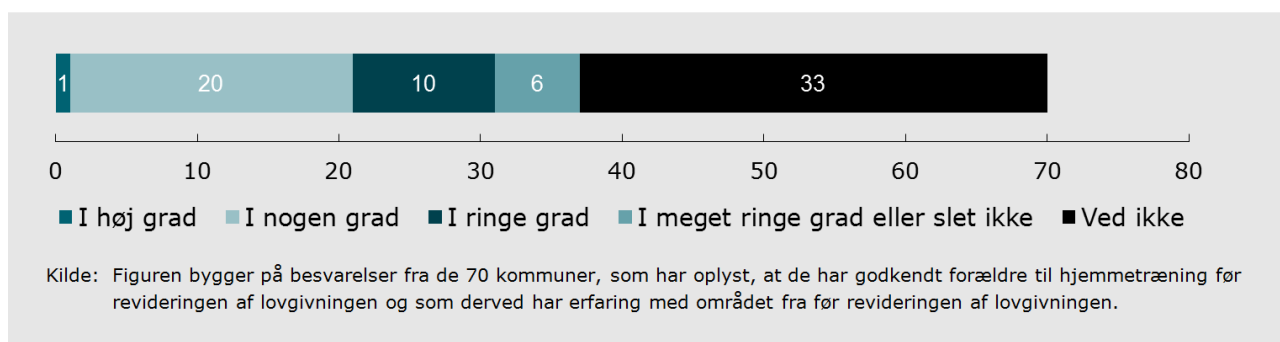 1 20 10 6 33
0 10 20 30 40 50 60 70 80
I høj grad I nogen grad I ringe grad I meget ringe grad eller slet ikke Ved ikke
Kilde: Figuren bygger på besvarelser fra de 70 kommuner, som har oplyst, at de har godkendt forældre til hjemmetræning før
revideringen af lovgivningen og som derved har erfaring med området fra før revideringen af lovgivningen.